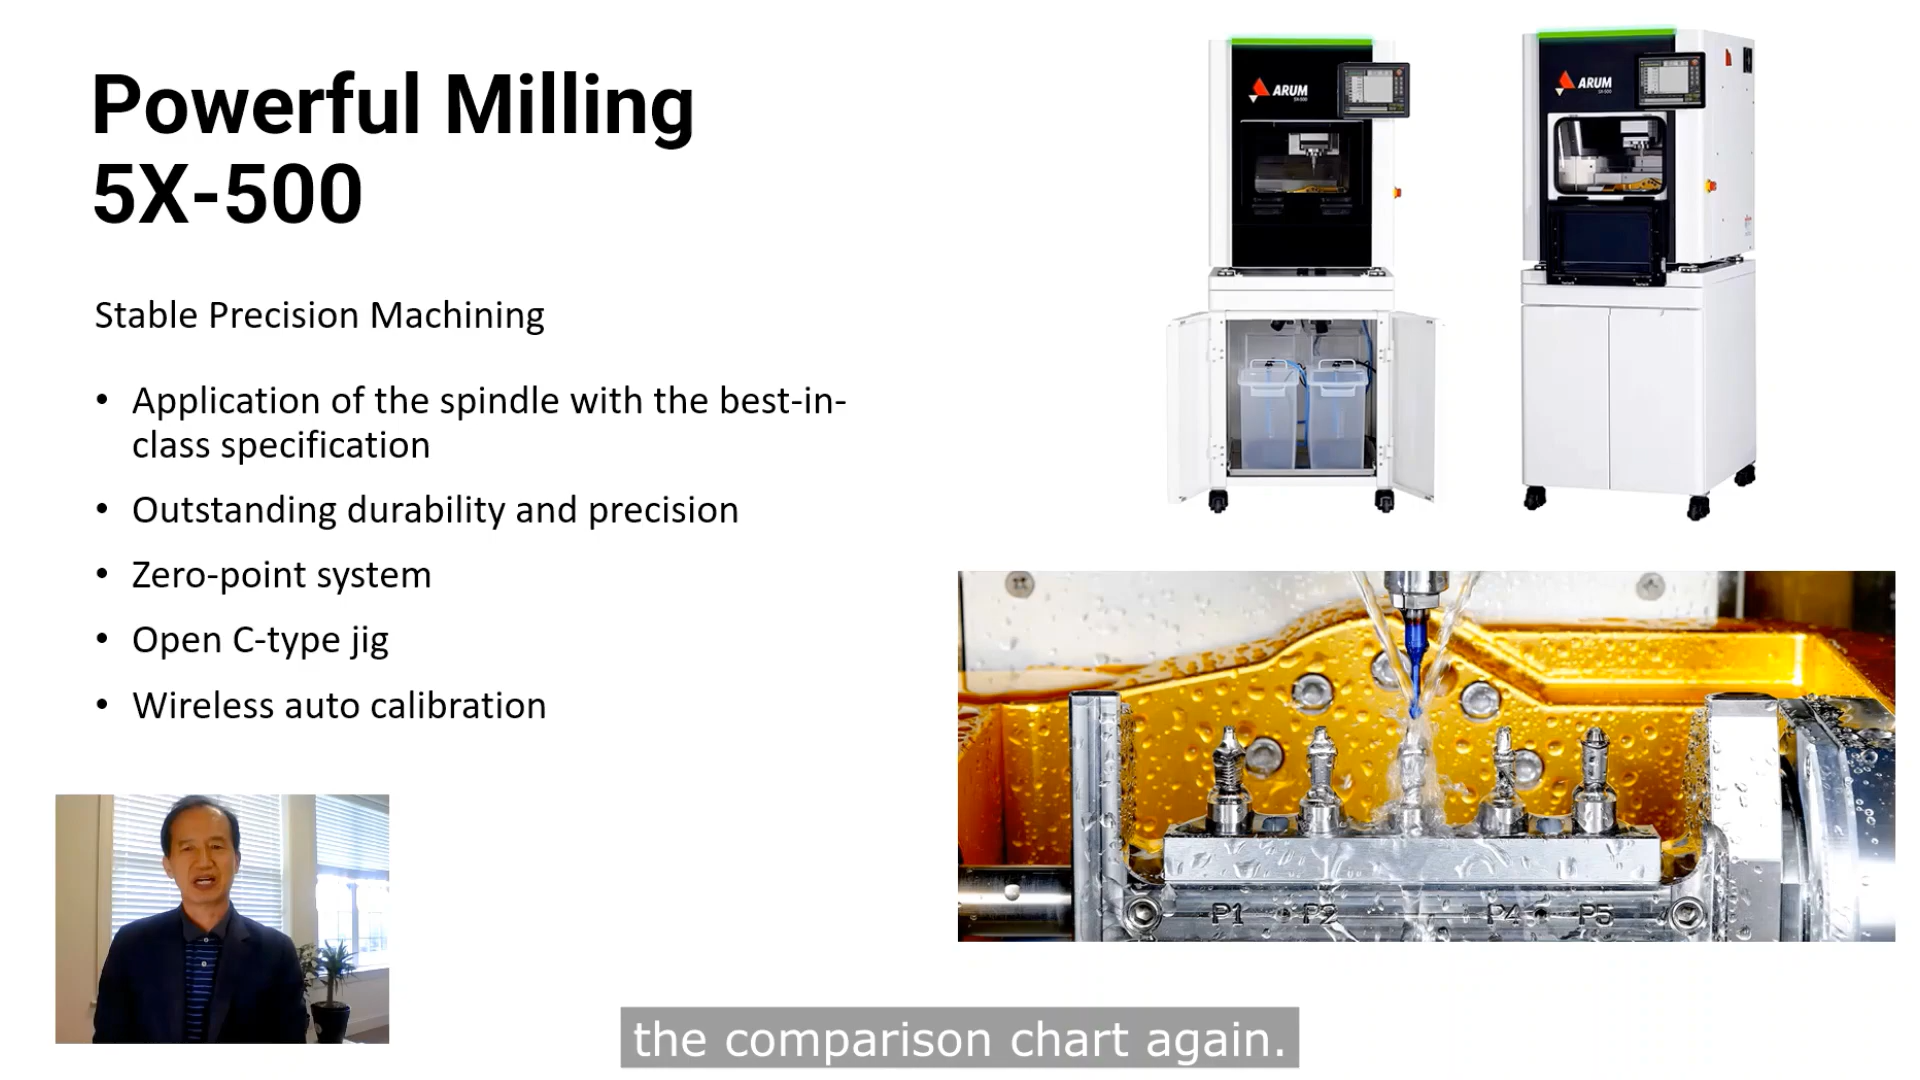 Powerful Milling
5X-500
Stable Precision Machining
• Application of the spindle with the best-in-
class specification
• Outstanding durability and precision
• Zero-point system
• Open C-type jig
• Wireless auto calibration
ARUM
5X-500
ARUM
5X-500
P1 P2 P4 P5
the comparison chart again.